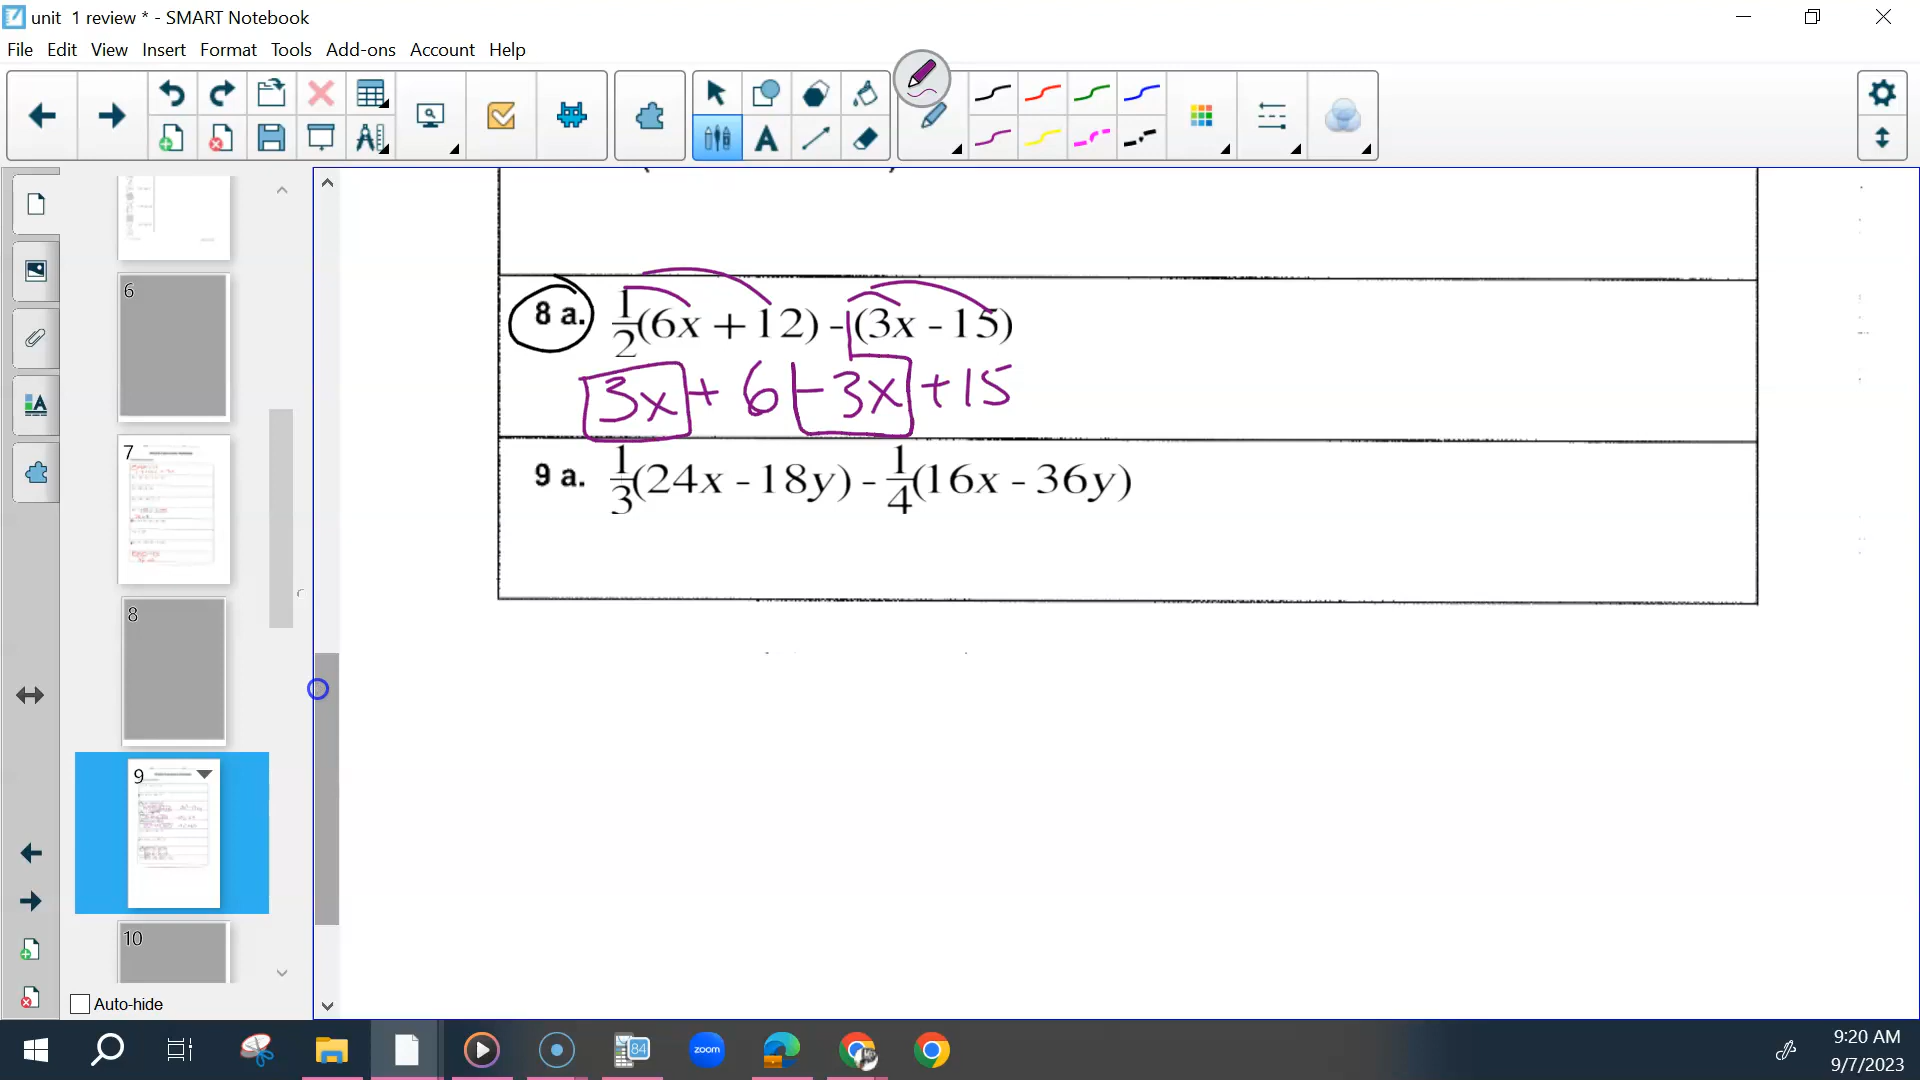 unit 1 review * - SMART Notebook
File Edit View Insert Format Tools Add-ons Account Help
6
7
8
9
10
Auto-hide
8 a. 1/2(6x + 12) - (3x - 15)
3x + 6 - 3x + 15
9 a. 1/3(24x - 18y) - 1/4(16x - 36y)
84
zoom
9:20 AM
9/7/2023